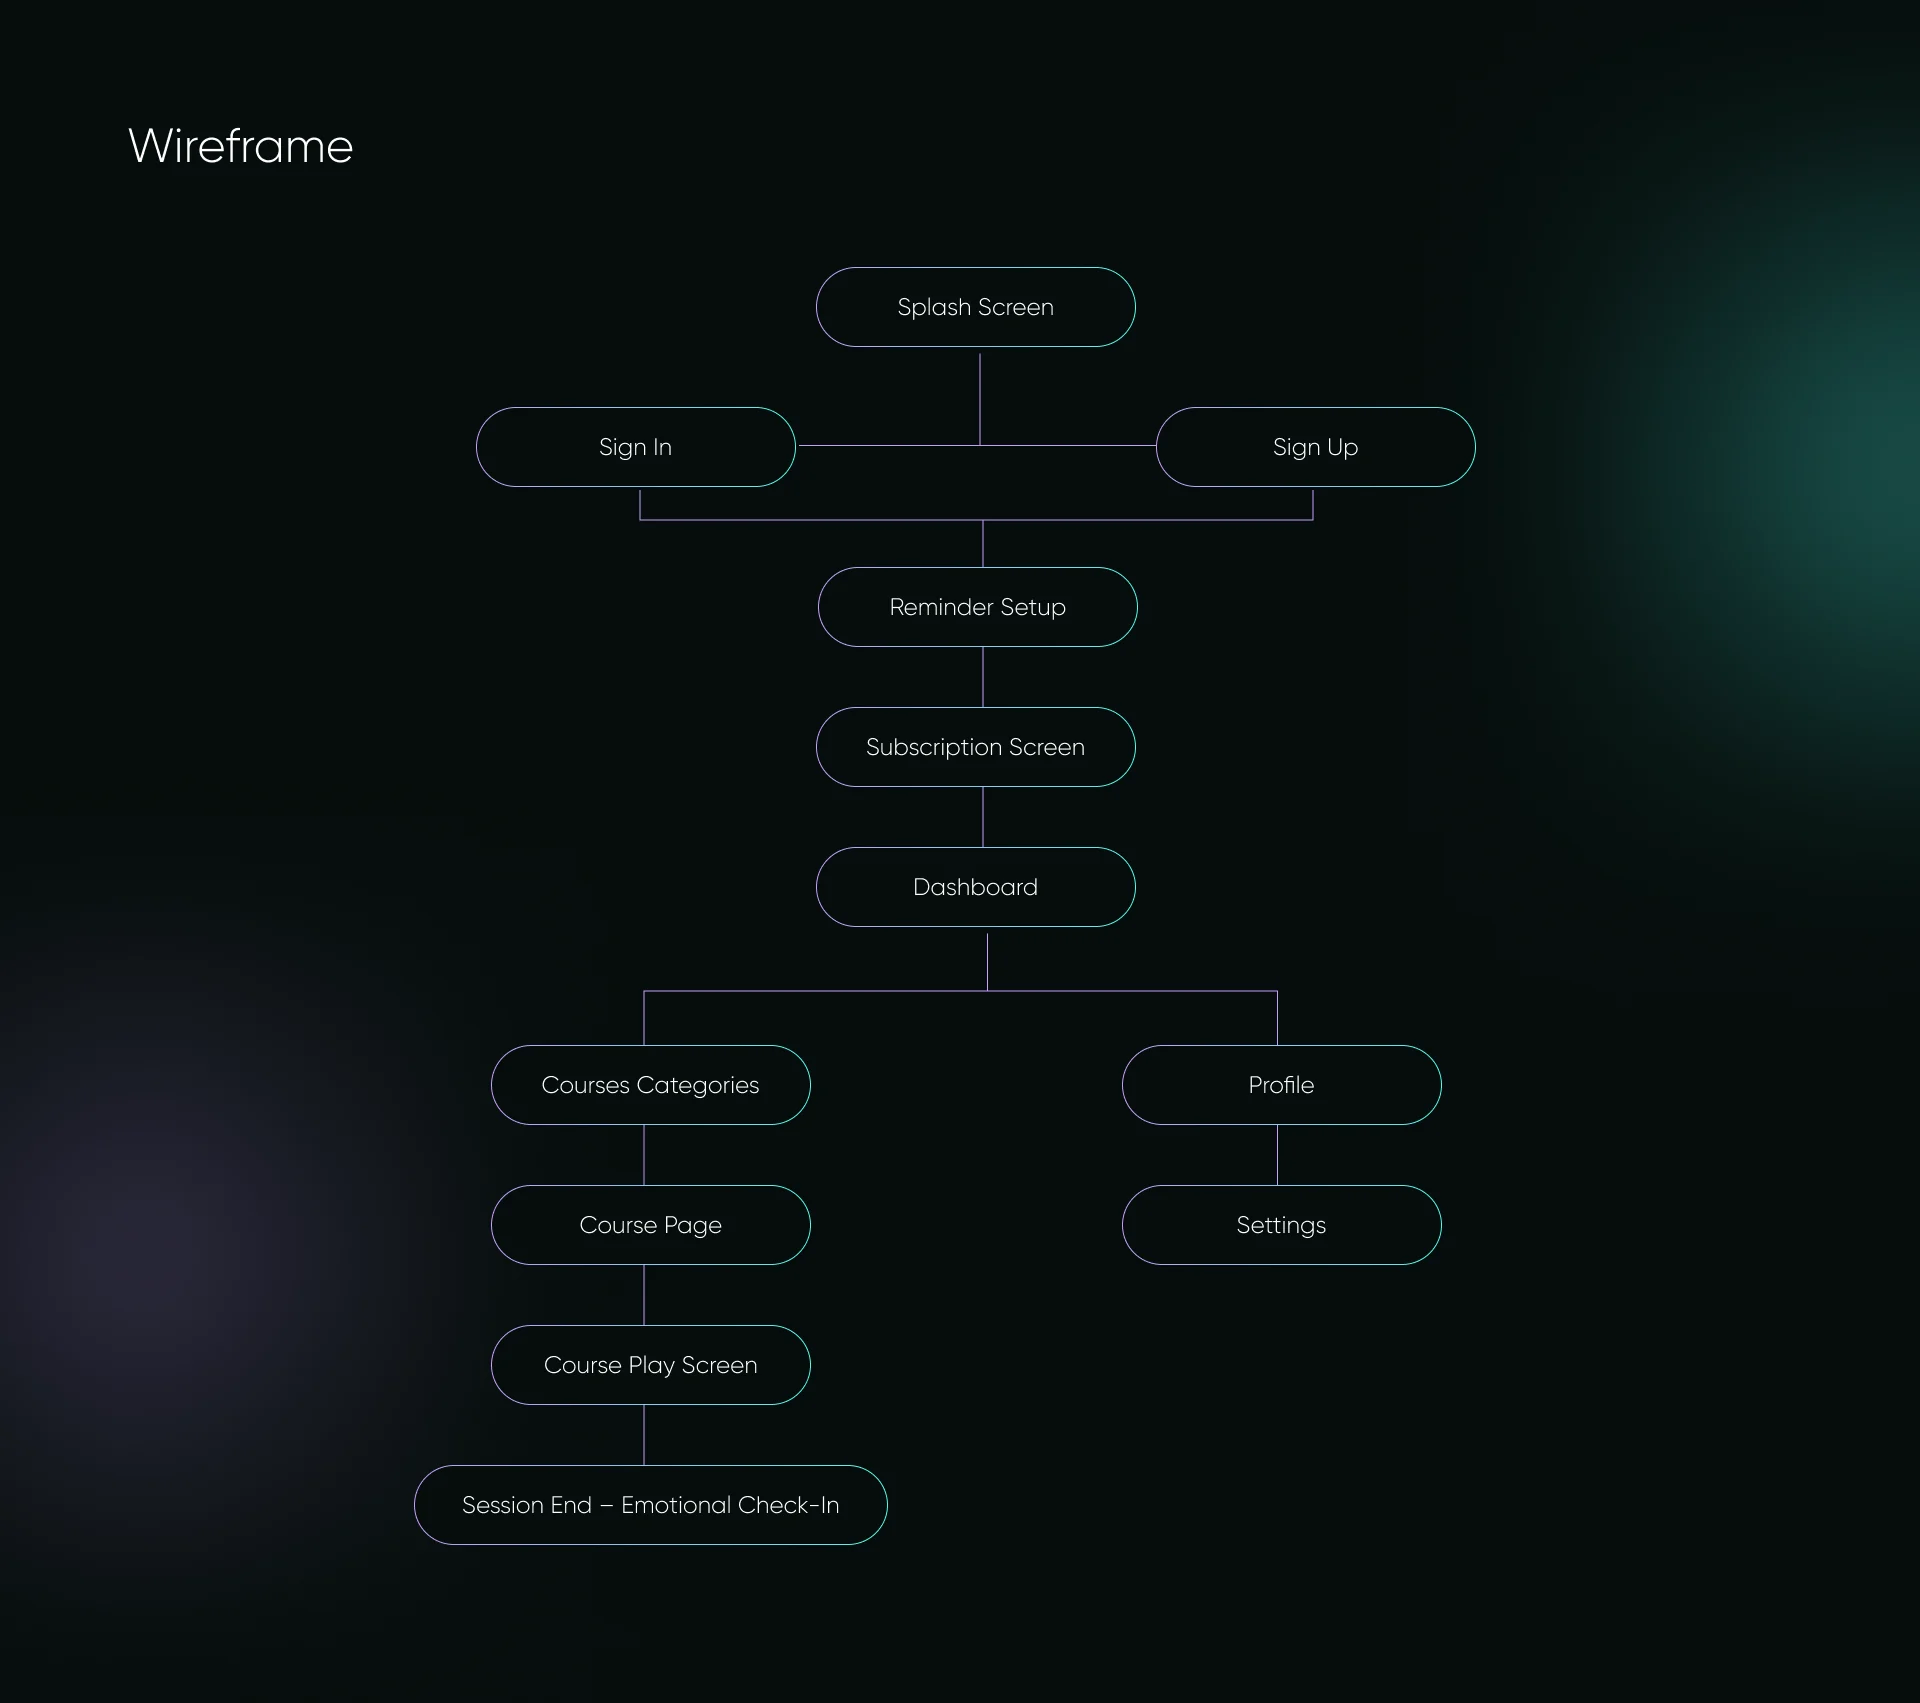 Wireframe
Splash Screen
Sign In
Sign Up
Reminder Setup
Subscription Screen
Dashboard
Courses Categories
Profile
Course Page
Settings
Course Play Screen
Session End – Emotional Check-In